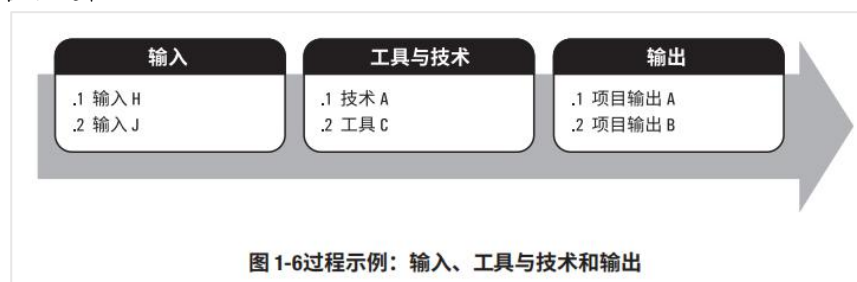 输入
.1 输入 H
.2 输入 J
工具与技术
.1 技术 A
.2 工具 C
输出
.1 项目输出 A
.2 项目输出 B
图 1-6过程示例：输入、工具与技术和输出